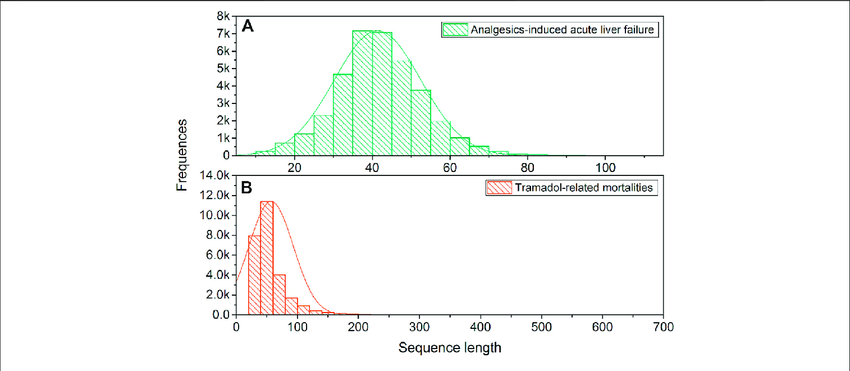 A
Analgesics-induced acute liver failure
8k
7k
6k
5k
4k
3k
2k
1k
0
20 40 60 80 100
Frequences
B
Tramadol-related mortalities
14.0k
12.0k
10.0k
8.0k
6.0k
4.0k
2.0k
0.0
0 100 200 300 400 500 600 700
Sequence length